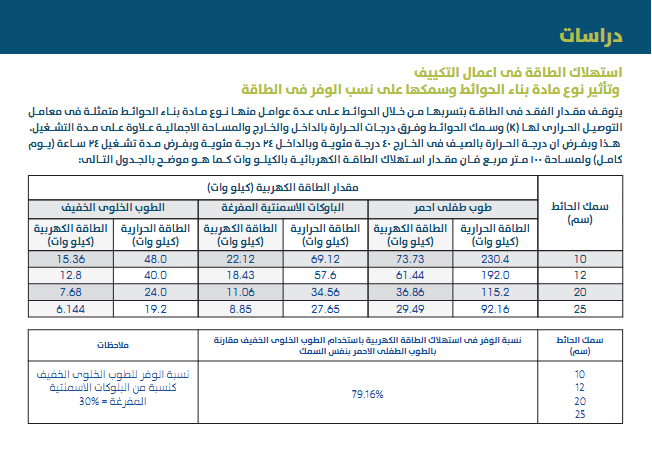 دراسات
استهلاك الطاقة فى اعمال التكييف
وتأثير نوع مادة بناء الحوائط وسمكها على نسب الوفر فى الطاقة
يتوقف مقدار الفقد فى الطاقة بتسربها من خلال الحوائط على عدة عوامل منها نوع مادة بناء الحوائط متمثلة فى معامل
التوصيل الحرارى لها (K) وسمك الحوائط وفرق درجات الحرارة بالداخل والخارج والمساحة الاجمالية علاوة على مدة التشغيل.
هذا وبفرض ان درجة الحرارة بالصيف فى الخارج ٤٠ درجة مئوية وبالداخل ٢٤ درجة مئوية وبفرض مدة تشغيل ٢٤ ساعة (يوم
كامل) ولمساحة ١٠٠ متر مربع فان مقدار استهلاك الطاقة الكهربائية بالكيلو وات كما هو موضح بالجدول التالى:
سمك الحائط (سم) مقدار الطاقة الكهربية (كيلو وات)
طوب طفلى احمر الباوكات الاسمنتية المفرغة الطوب الخلوى الخفيف
الطاقة الحرارية (كيلو وات) الطاقة الكهربية (كيلو وات) الطاقة الحرارية (كيلو وات) الطاقة الكهربية (كيلو وات) الطاقة الحرارية (كيلو وات) الطاقة الكهربية (كيلو وات)
10 230.4 73.73 69.12 22.12 48.0 15.36
12 192.0 61.44 57.6 18.43 40.0 12.8
20 115.2 36.86 34.56 11.06 24.0 7.68
25 92.16 29.49 27.65 8.85 19.2 6.144
سمك الحائط (سم) نسبة الوفر فى استهلاك الطاقة الكهربية باستخدام الطوب الخلوى الخفيف مقارنة بالطوب الطفلى الاحمر بنفس السمك ملاحظات
10
12
20
25
79.16%
نسبة الوفر للطوب الخلوى الخفيف
كنسبة من البلوكات الاسمنتية
المفرغة = 30%